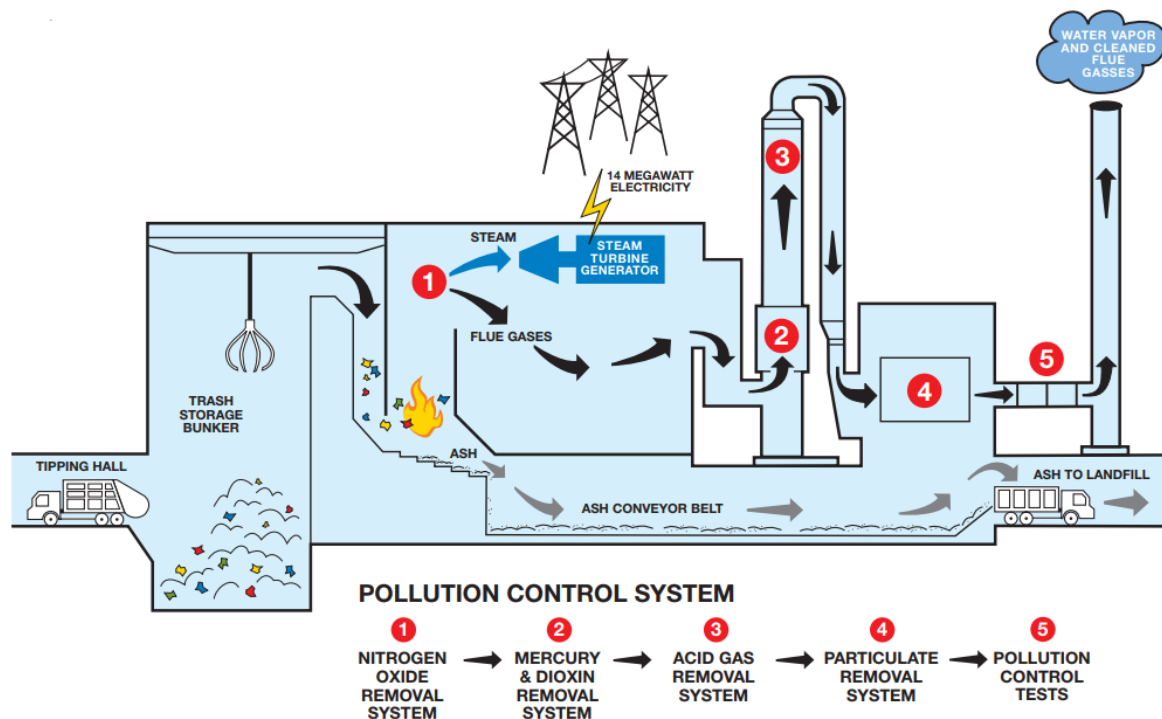 WATER VAPOR
AND CLEANED
FLUE
GASSES
3
14 MEGAWATT
ELECTRICITY
STEAM
STEAM
TURBINE
GENERATOR
1
FLUE GASES
2
5
4
TRASH
STORAGE
BUNKER
ASH
TIPPING HALL
ASH TO LANDFILL
ASH CONVEYOR BELT
POLLUTION CONTROL SYSTEM
1
NITROGEN
OXIDE
REMOVAL
SYSTEM
2
MERCURY
& DIOXIN
REMOVAL
SYSTEM
3
ACID GAS
REMOVAL
SYSTEM
4
PARTICULATE
REMOVAL
SYSTEM
5
POLLUTION
CONTROL
TESTS